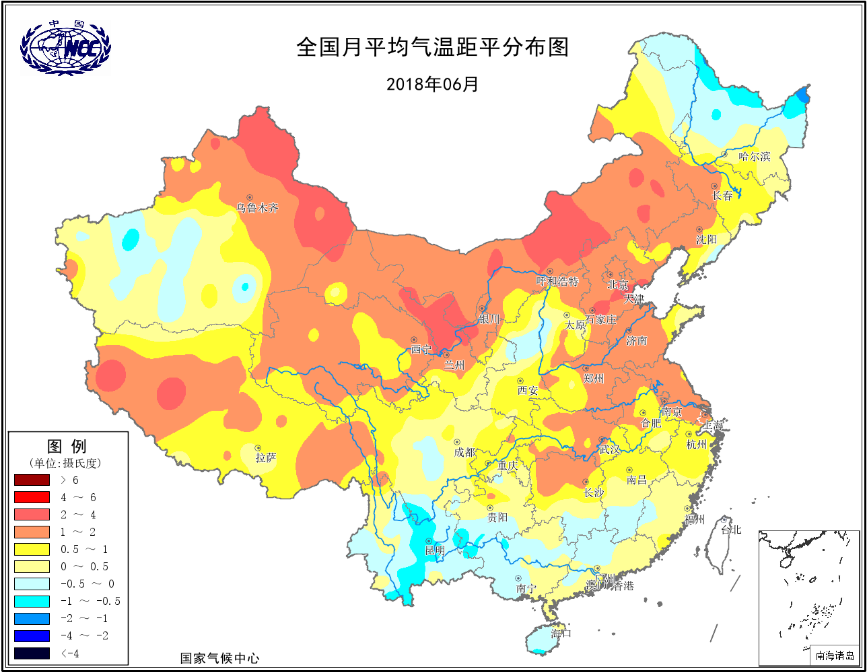 中国
NCC
全国月平均气温距平分布图
2018年06月
哈尔滨
长春
乌鲁木齐
沈阳
呼和浩特
北京
天津
银川
石家庄
太原
济南
西宁
兰州
郑州
西安
南京
合肥
上海
拉萨
成都
武汉
杭州
重庆
南昌
长沙
贵阳
福州
昆明
台北
南宁
广州
澳门
香港
海口
图 例
(单位:摄氏度)
> 6
4 ~ 6
2 ~ 4
1 ~ 2
0.5 ~ 1
0 ~ 0.5
-0.5 ~ 0
-1 ~ -0.5
-2 ~ -1
-4 ~ -2
<-4
国家气候中心
南海诸岛